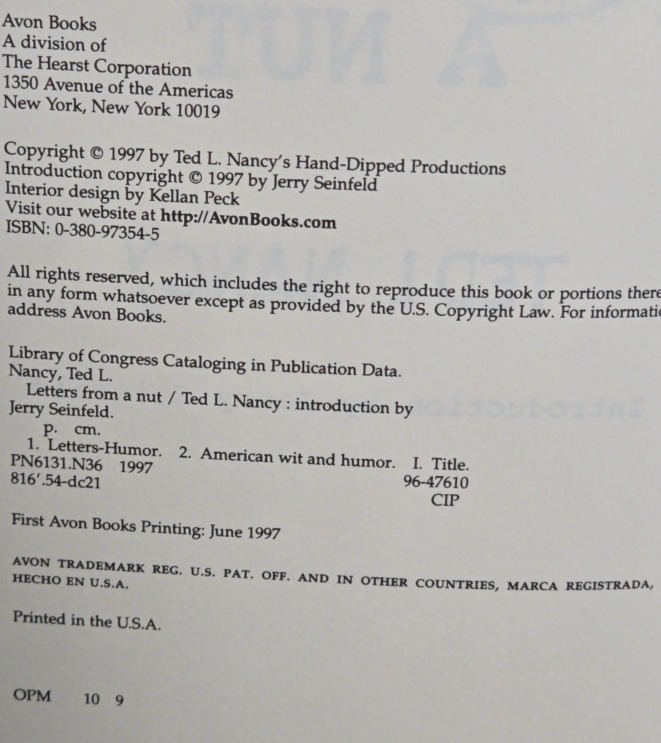 Avon Books
A division of
The Hearst Corporation
1350 Avenue of the Americas
New York, New York 10019
Copyright © 1997 by Ted L. Nancy's Hand-Dipped Productions
Introduction copyright © 1997 by Jerry Seinfeld
Interior design by Kellan Peck
Visit our website at http://AvonBooks.com
ISBN: 0-380-97354-5
All rights reserved, which includes the right to reproduce this book or portions there
in any form whatsoever except as provided by the U.S. Copyright Law. For informatio
address Avon Books.
Library of Congress Cataloging in Publication Data.
Nancy, Ted L.
Letters from a nut / Ted L. Nancy : introduction by
Jerry Seinfeld.
p. cm.
1. Letters-Humor. 2. American wit and humor. I. Title.
PN6131.N36 1997 96-47610
816'.54-dc21 CIP
First Avon Books Printing: June 1997
AVON TRADEMARK REG. U.S. PAT. OFF. AND IN OTHER COUNTRIES, MARCA REGISTRADA,
HECHO EN U.S.A.
Printed in the U.S.A.
OPM 10 9